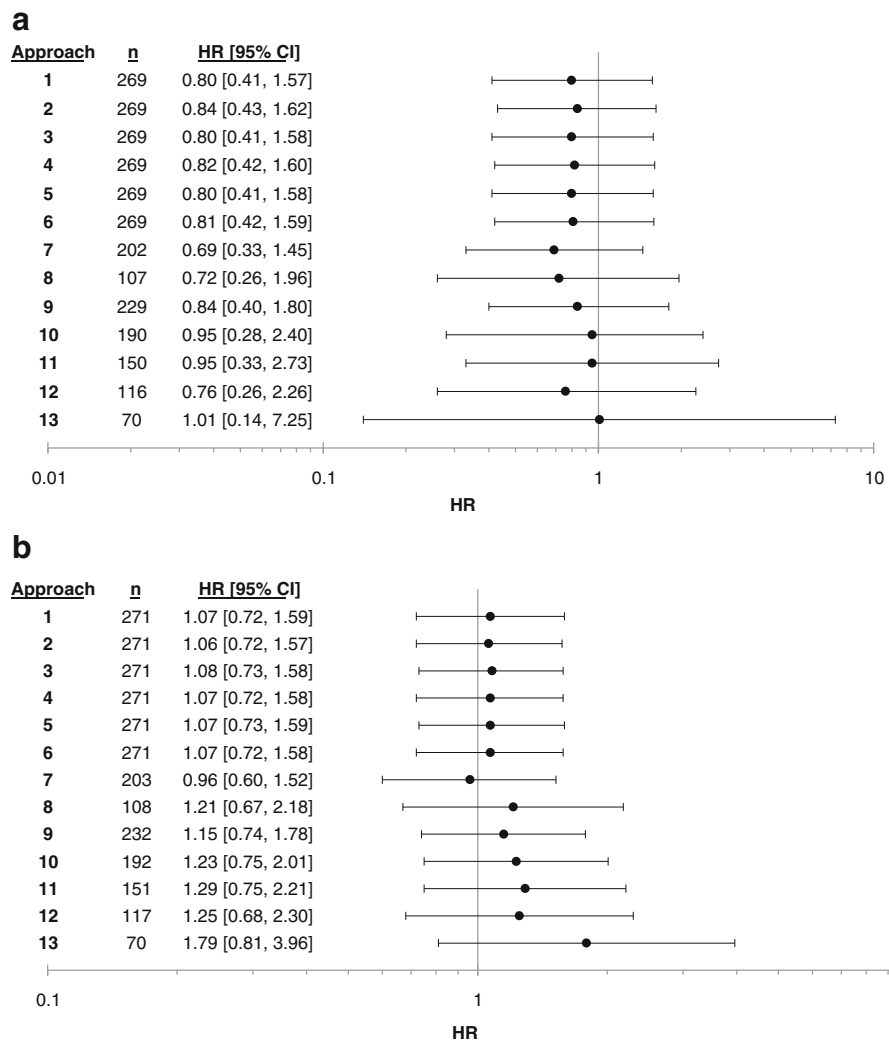 a
Approach n HR [95% CI]
1 269 0.80 [0.41, 1.57]
2 269 0.84 [0.43, 1.62]
3 269 0.80 [0.41, 1.58]
4 269 0.82 [0.42, 1.60]
5 269 0.80 [0.41, 1.58]
6 269 0.81 [0.42, 1.59]
7 202 0.69 [0.33, 1.45]
8 107 0.72 [0.26, 1.96]
9 229 0.84 [0.40, 1.80]
10 190 0.95 [0.28, 2.40]
11 150 0.95 [0.33, 2.73]
12 116 0.76 [0.26, 2.26]
13 70 1.01 [0.14, 7.25]
0.01 0.1 1 10
HR
b
Approach n HR [95% CI]
1 271 1.07 [0.72, 1.59]
2 271 1.06 [0.72, 1.57]
3 271 1.08 [0.73, 1.58]
4 271 1.07 [0.72, 1.58]
5 271 1.07 [0.73, 1.59]
6 271 1.07 [0.72, 1.58]
7 203 0.96 [0.60, 1.52]
8 108 1.21 [0.67, 2.18]
9 232 1.15 [0.74, 1.78]
10 192 1.23 [0.75, 2.01]
11 151 1.29 [0.75, 2.21]
12 117 1.25 [0.68, 2.30]
13 70 1.79 [0.81, 3.96]
0.1 1
HR